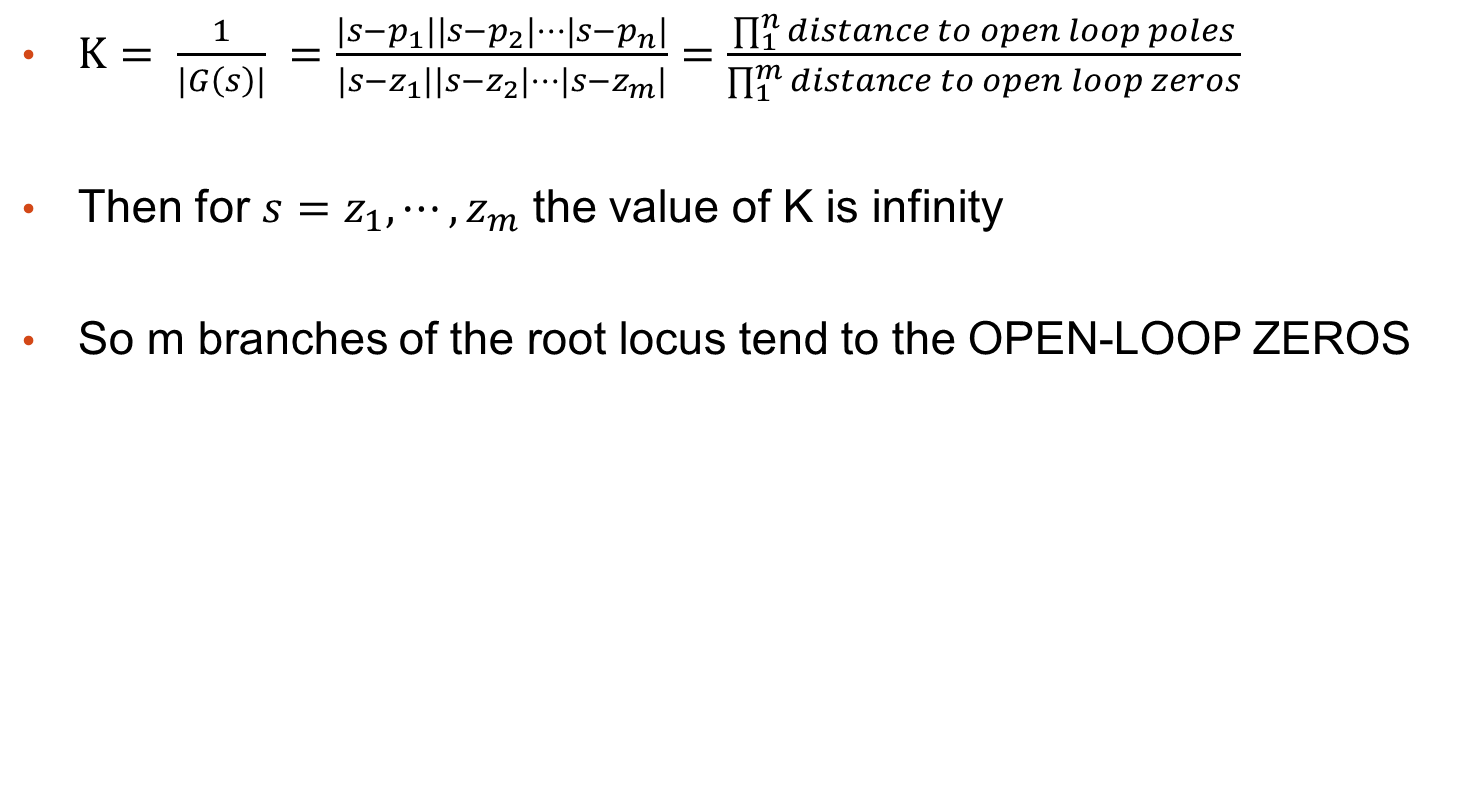 • K = 1/|G(s)| = |s−p₁||s−p₂|⋯|s−pₙ| / |s−z₁||s−z₂|⋯|s−zₘ| = ∏₁ⁿ distance to open loop poles / ∏₁ᵐ distance to open loop zeros
• Then for s = z₁, ⋯ , zₘ the value of K is infinity
• So m branches of the root locus tend to the OPEN-LOOP ZEROS